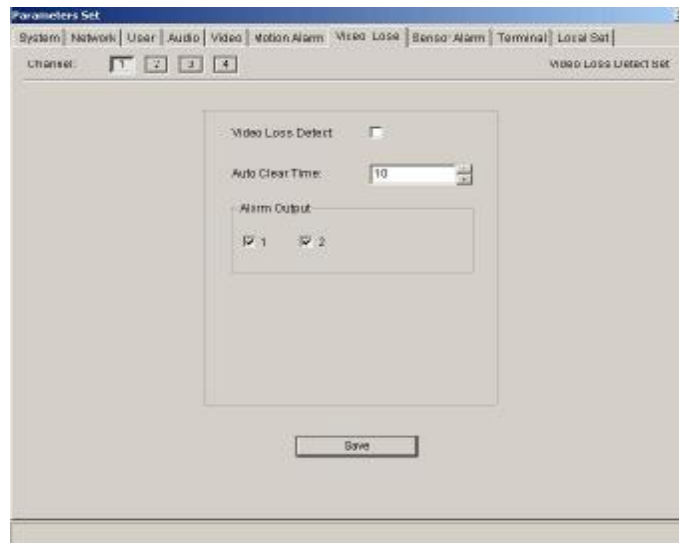 Parameters Set
System Network User Audio Video Motion Alarm Video Lose Sensor Alarm Terminal Local Set
Channel: 1 2 3 4 Video Loss Detect Set
Video Loss Detect
Auto Clear Time: 10
Alarm Output
1 2
Save